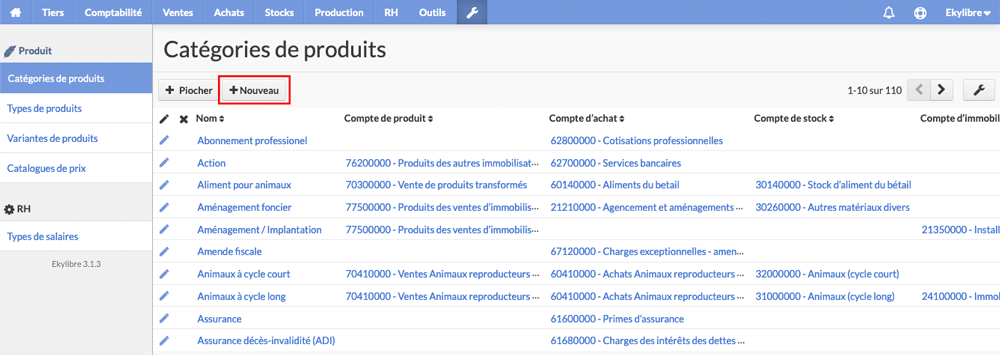 Tiers Comptabilité Ventes Achats Stocks Production RH Outils Ekylibre
Produit
Catégories de produits
Types de produits
Variantes de produits
Catalogues de prix
RH
Types de salaires
Ekylibre 3.1.3
Catégories de produits
Piocher Nouveau 1-10 sur 110
Nom Compte de produit Compte d'achat Compte de stock Compte d'immobil
Abonnement professionel 62800000 - Cotisations professionnelles
Action 76200000 - Produits des autres immobilisat... 62700000 - Services bancaires
Aliment pour animaux 70300000 - Vente de produits transformés 60140000 - Aliments du betail 30140000 - Stock d'aliment du bétail
Aménagement foncier 77500000 - Produits des ventes d'immobilis... 21210000 - Agencement et aménagements ... 30260000 - Autres matériaux divers
Aménagement / Implantation 77500000 - Produits des ventes d'immobilis... 21350000 - Install
Amende fiscale 67120000 - Charges exceptionnelles - amen...
Animaux à cycle court 70410000 - Ventes Animaux reproducteurs ... 60410000 - Achats Animaux reproducteurs ... 32000000 - Animaux (cycle court)
Animaux à cycle long 70410000 - Ventes Animaux reproducteurs ... 60410000 - Achats Animaux reproducteurs ... 31000000 - Animaux (cycle long) 24100000 - Immol
Assurance 61600000 - Primes d'assurance
Assurance décès-invalidité (ADI) 61680000 - Charges des intérêts des dettes ...